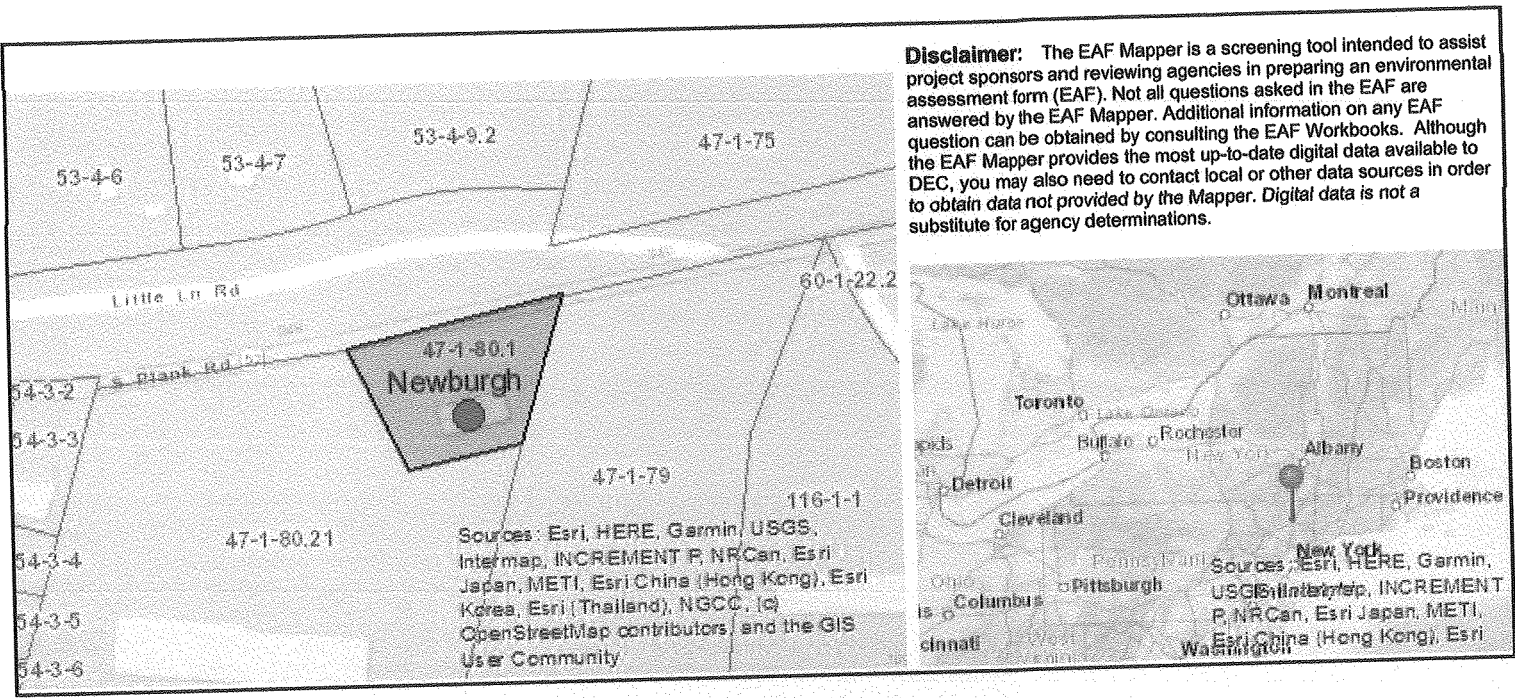 Disclaimer: The EAF Mapper is a screening tool intended to assist
project sponsors and reviewing agencies in preparing an environmental
assessment form (EAF). Not all questions asked in the EAF are
answered by the EAF Mapper. Additional information on any EAF
question can be obtained by consulting the EAF Workbooks. Although
the EAF Mapper provides the most up-to-date digital data available to
DEC, you may also need to contact local or other data sources in order
to obtain data not provided by the Mapper. Digital data is not a
substitute for agency determinations.
53-4-6
53-4-7
53-4-9.2
47-1-75
Little Ln Rd
60-1-22.2
S Plank Rd
47-1-80.1
Newburgh
54-3-2
54-3-3
47-1-79
116-1-1
47-1-80.21
54-3-4
54-3-5
54-3-6
Sources: Esri, HERE, Garmin, USGS,
Intermap, INCREMENT P, NRCan, Esri
Japan, METI, Esri China (Hong Kong), Esri
Korea, Esri (Thailand), NGCC, (c)
OpenStreetMap contributors, and the GIS
User Community
Ottawa
Montreal
Lake Huron
Toronto
Buffalo
Rochester
New York
Albany
Boston
Providence
apids
Detroit
Cleveland
New York
Pittsburgh
Ohio
Columbus
is
cinnati
Washington
Sources: Esri, HERE, Garmin,
INCREMENT
P, NRCan, Esri Japan, METI,
Esri China (Hong Kong), Esri